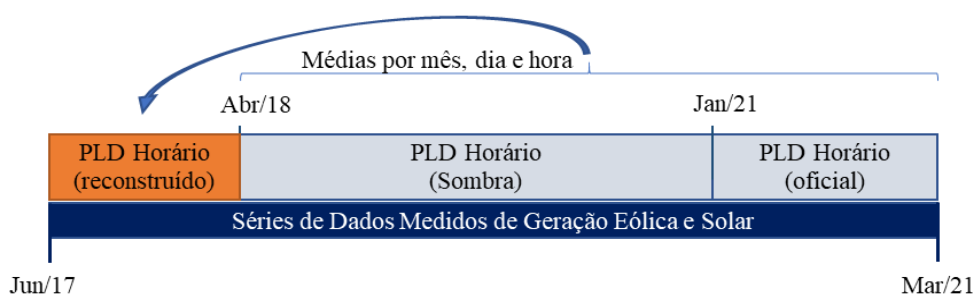 Médias por mês, dia e hora
Abr/18
Jan/21
PLD Horário
(reconstruído)
PLD Horário
(Sombra)
PLD Horário
(oficial)
Séries de Dados Medidos de Geração Eólica e Solar
Jun/17
Mar/21